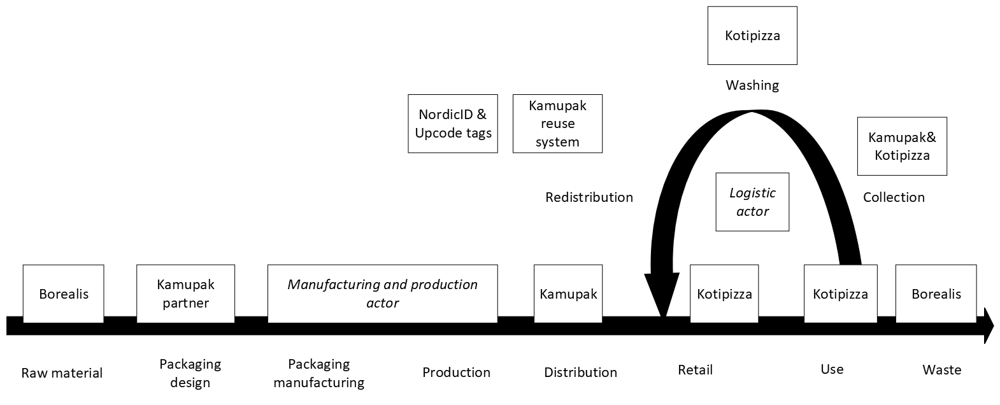 Kotipizza
Washing
NordicID &
Upcode tags
Kamupak
reuse
system
Kamupak&
Kotipizza
Redistribution
Logistic
actor
Collection
Borealis
Kamupak
partner
Manufacturing and production
actor
Kamupak
Kotipizza
Kotipizza
Borealis
Raw material
Packaging
design
Packaging
manufacturing
Production
Distribution
Retail
Use
Waste